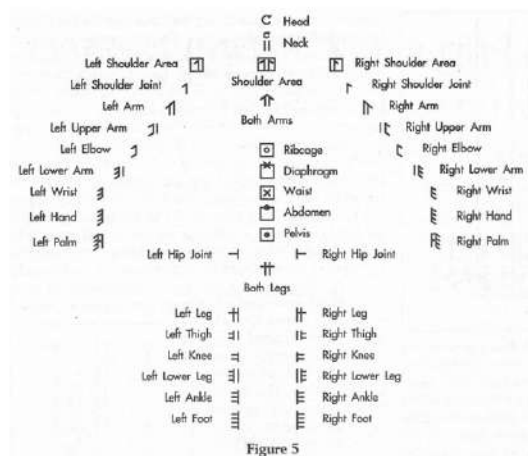 Head
Neck
Left Shoulder Area
Right Shoulder Area
Shoulder Area
Left Shoulder Joint
Right Shoulder Joint
Left Arm
Right Arm
Both Arms
Left Upper Arm
Right Upper Arm
Left Elbow
Right Elbow
Ribcage
Left Lower Arm
Diaphragm
Right Lower Arm
Left Wrist
Waist
Right Wrist
Left Hand
Abdomen
Right Hand
Left Palm
Pelvis
Right Palm
Left Hip Joint
Right Hip Joint
Both Legs
Left Leg
Right Leg
Left Thigh
Right Thigh
Left Knee
Right Knee
Left Lower Leg
Right Lower Leg
Left Ankle
Right Ankle
Left Foot
Right Foot
Figure 5